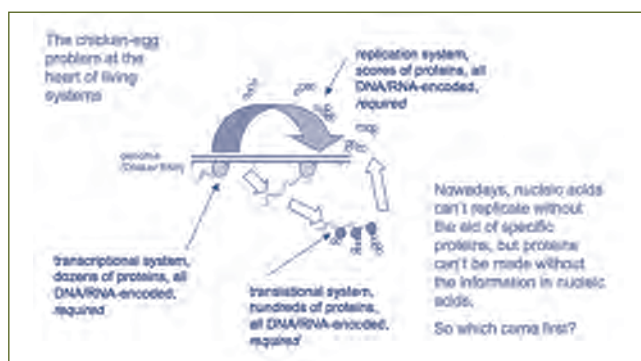 The chicken-egg
problem at the
heart of living
systems
replication system,
scores of proteins, all
DNA/RNA-encoded,
required
transcriptional system,
dozens of proteins, all
DNA/RNA-encoded,
required
translational system,
hundreds of proteins,
all DNA/RNA-encoded,
required
Nowadays, nucleic acids
can't replicate without
the aid of specific
proteins, but proteins
can't be made without
the information in nucleic
acids.
So which came first?